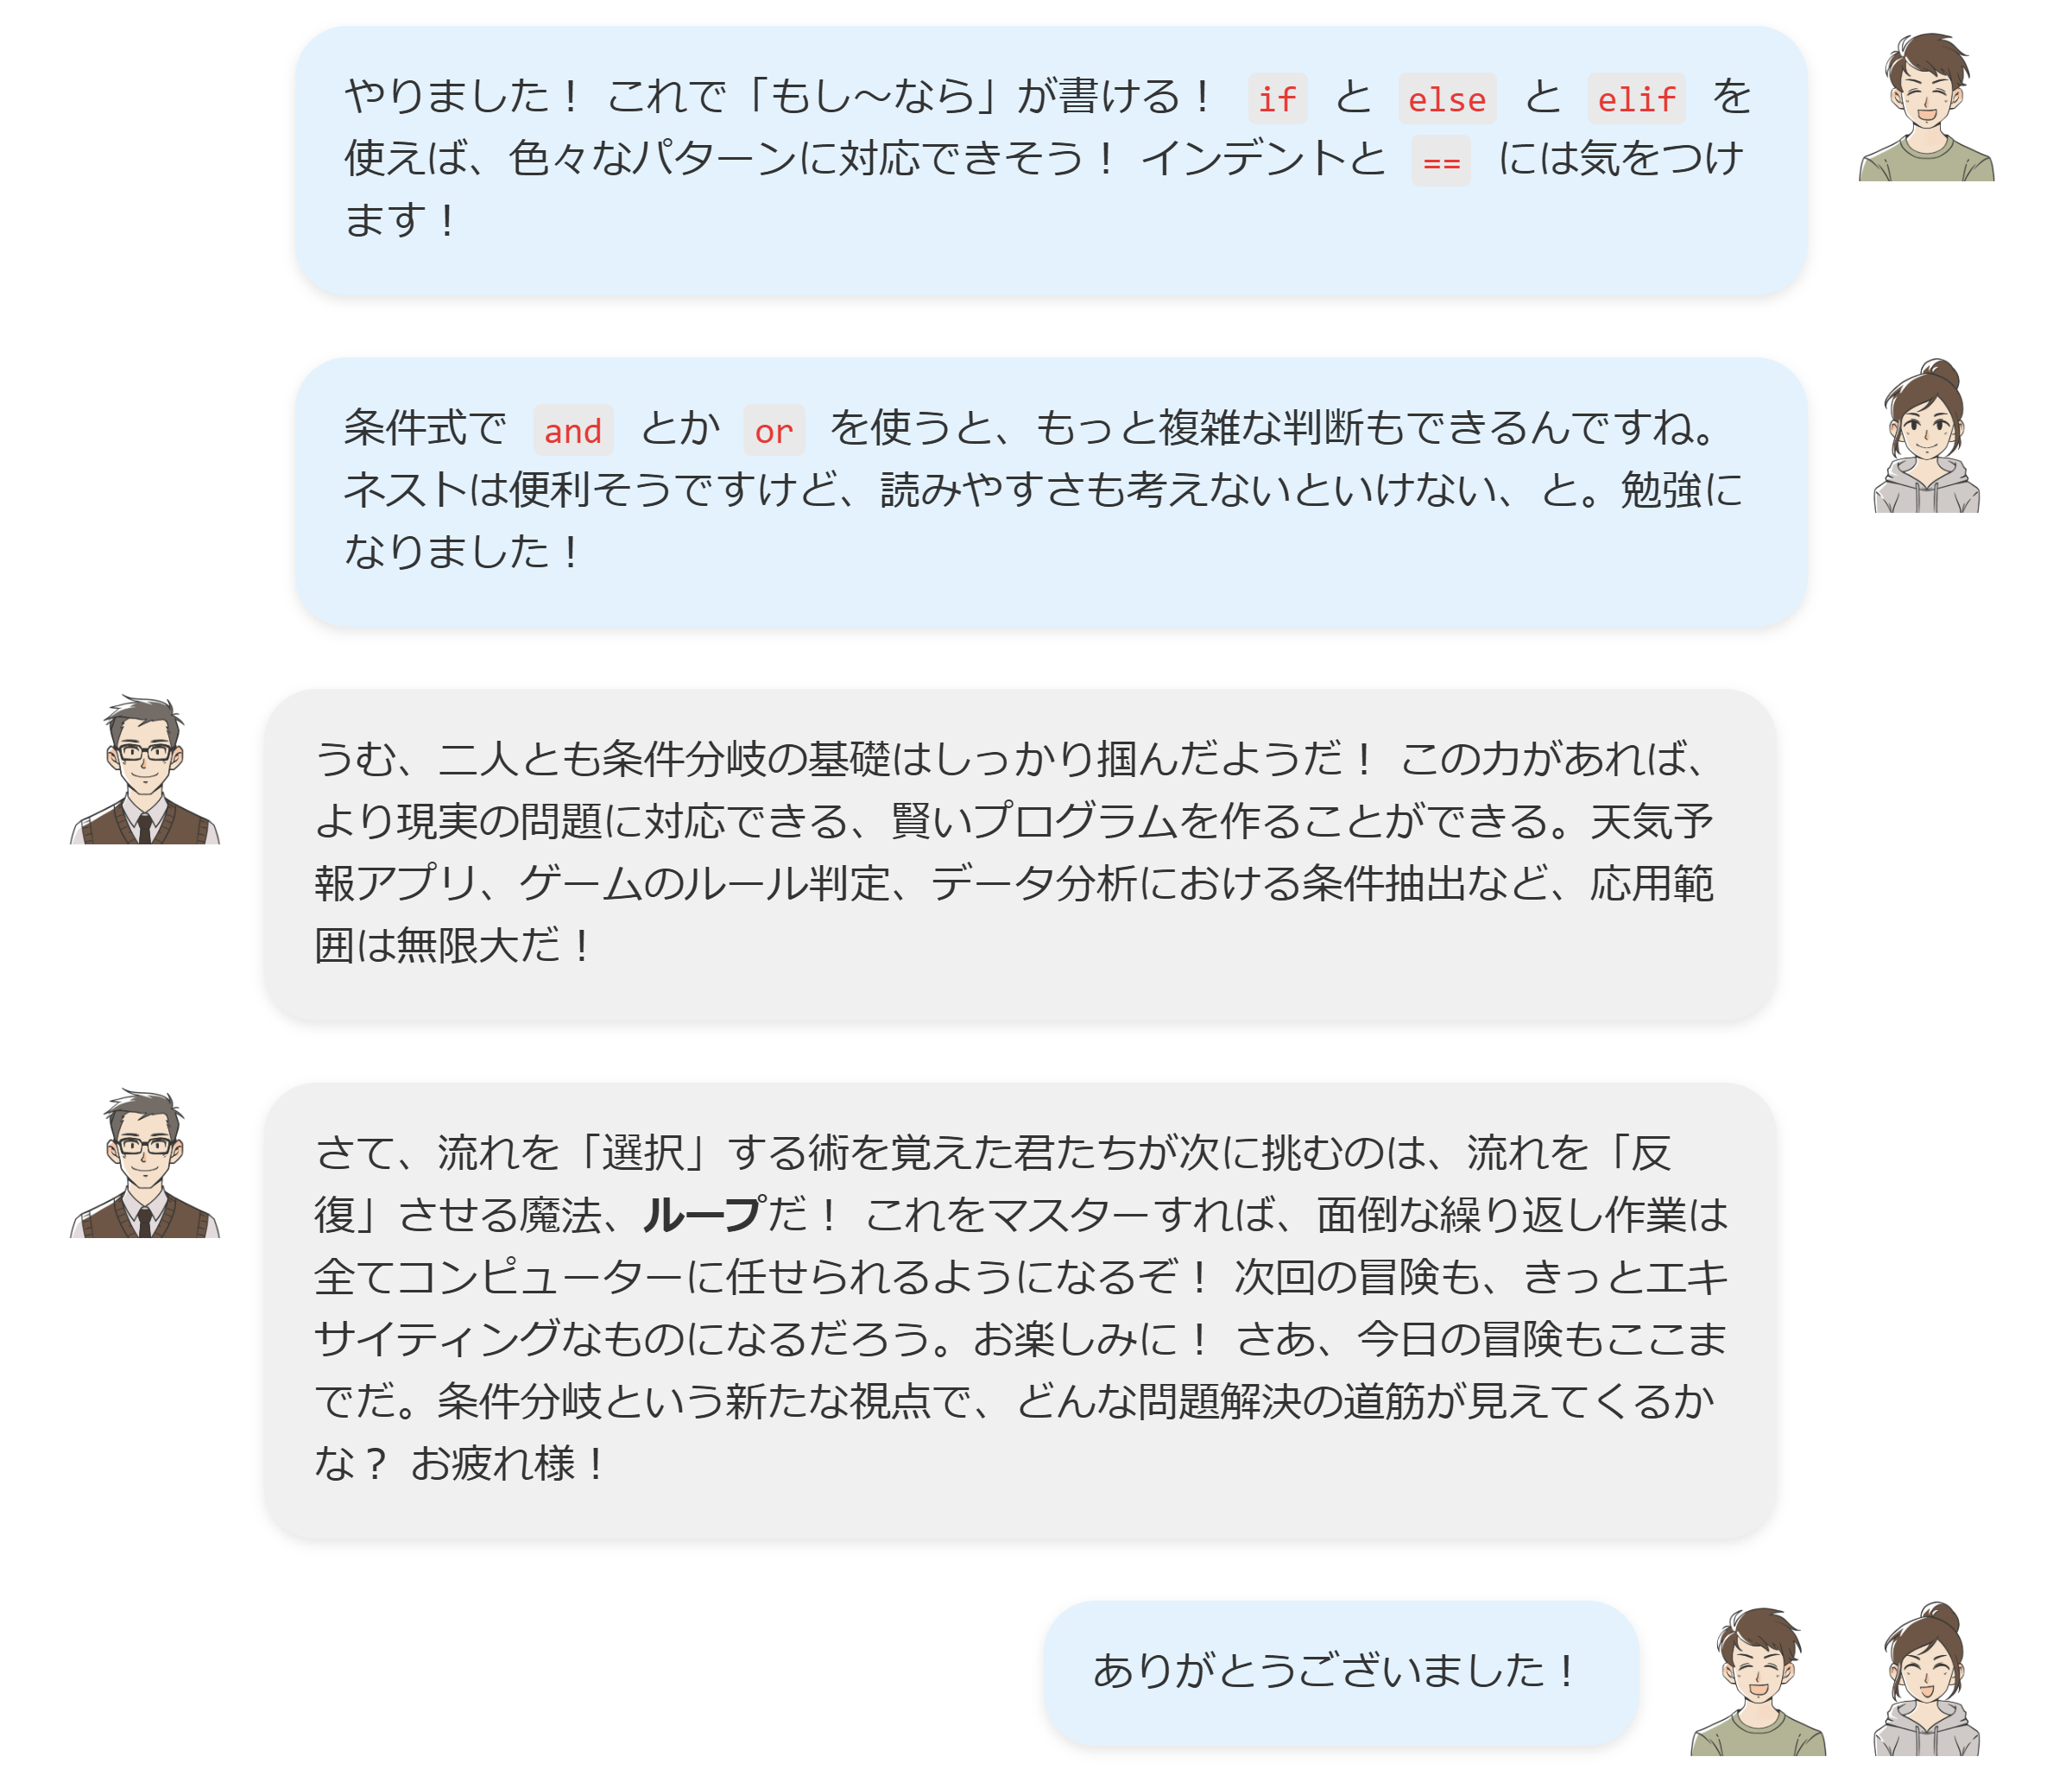 やりました！ これで「もし〜なら」が書ける！ if と else と elif を
使えば、色々なパターンに対応できそう！ インデントと == には気をつけ
ます！
条件式で and とか or を使うと、もっと複雑な判断もできるんですね。
ネストは便利そうですけど、読みやすさも考えないといけない、と。勉強に
なりました！
うむ、二人とも条件分岐の基礎はしっかり掴んだようだ！ この力があれば、
より現実の問題に対応できる、賢いプログラムを作ることができる。天気予
報アプリ、ゲームのルール判定、データ分析における条件抽出など、応用範
囲は無限大だ！
さて、流れを「選択」する術を覚えた君たちが次に挑むのは、流れを「反
復」させる魔法、ループだ！ これをマスターすれば、面倒な繰り返し作業は
全てコンピューターに任せられるようになるぞ！ 次回の冒険も、きっとエキ
サイティングなものになるだろう。お楽しみに！ さあ、今日の冒険もここま
でだ。条件分岐という新たな視点で、どんな問題解決の道筋が見えてくるか
な？ お疲れ様！
ありがとうございました！